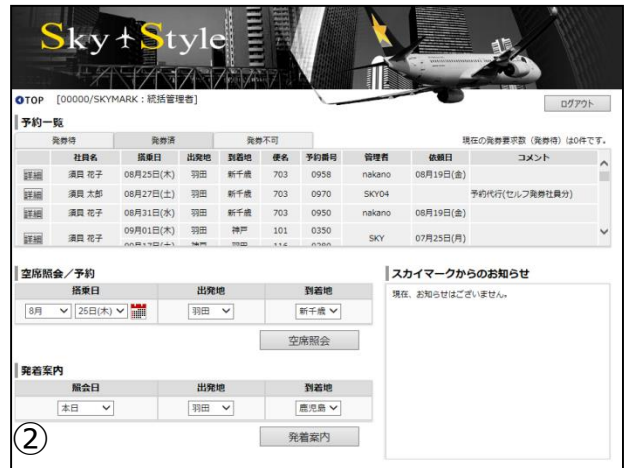 Sky Style
TOP [00000/SKYMARK：統括管理者] ログアウト
予約一覧
発券待 発券済 発券不可 現在の発券要求数（発券待）は0件です。
社員名 搭乗日 出発地 到着地 便名 予約番号 管理者 依頼日 コメント
詳細 須貝 花子 08月25日(木) 羽田 新千歳 703 0958 nakano 08月19日(金)
詳細 須貝 太郎 08月27日(土) 羽田 新千歳 703 0970 SKY04 予約代行(セルフ発券社員分)
詳細 須貝 花子 08月31日(水) 羽田 新千歳 703 0950 nakano 08月19日(金)
詳細 須貝 花子 09月01日(木) 羽田 神戸 101 0350 SKY 07月25日(月)
空席照会／予約
搭乗日 出発地 到着地
8月 25日(木) 羽田 新千歳
空席照会
スカイマークからのお知らせ
現在、お知らせはございません。
発着案内
照会日 出発地 到着地
本日 羽田 鹿児島
発着案内
②